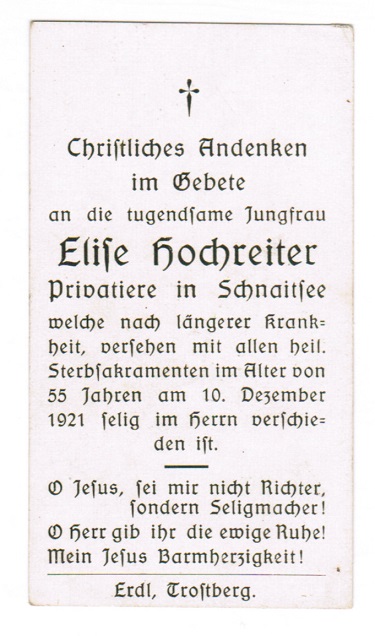 Christliches Andenken
im Gebete
an die tugendsame Jungfrau
Elise Hochreiter
Privatiere in Schnaitsee
welche nach längerer Krank=
heit, versehen mit allen heil.
Sterbsakramenten im Alter von
55 Jahren am 10. Dezember
1921 selig im Herrn verschie=
den ist.
O Jesus, sei mir nicht Richter,
sondern Seligmacher!
O Herr gib ihr die ewige Ruhe!
Mein Jesus Barmherzigkeit!
Erdl, Trostberg.